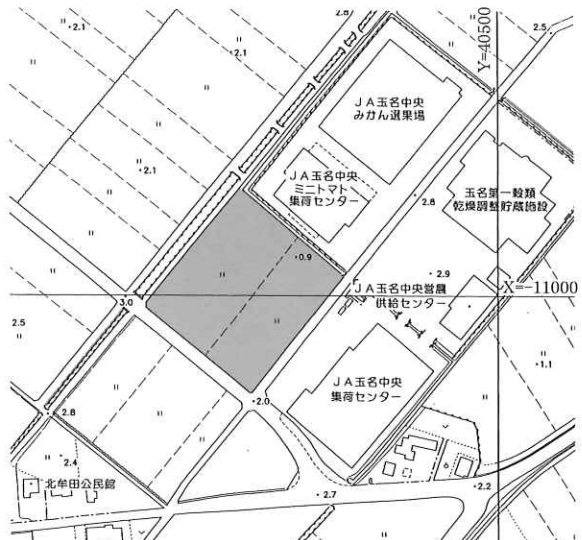 2.8
2.1
2.1
2.5
Y=-40500
JA玉名中央
みかん選果場
JA玉名中央
ミニトマト
集荷センター
2.1
2.8
玉名第一穀類
乾燥調整貯蔵施設
0.9
2.9
JA玉名中央営農
供給センター
X=-11000
3.0
2.5
JA玉名中央
集荷センター
1.1
2.0
2.8
2.4
北牟田公民館
2.7
2.2